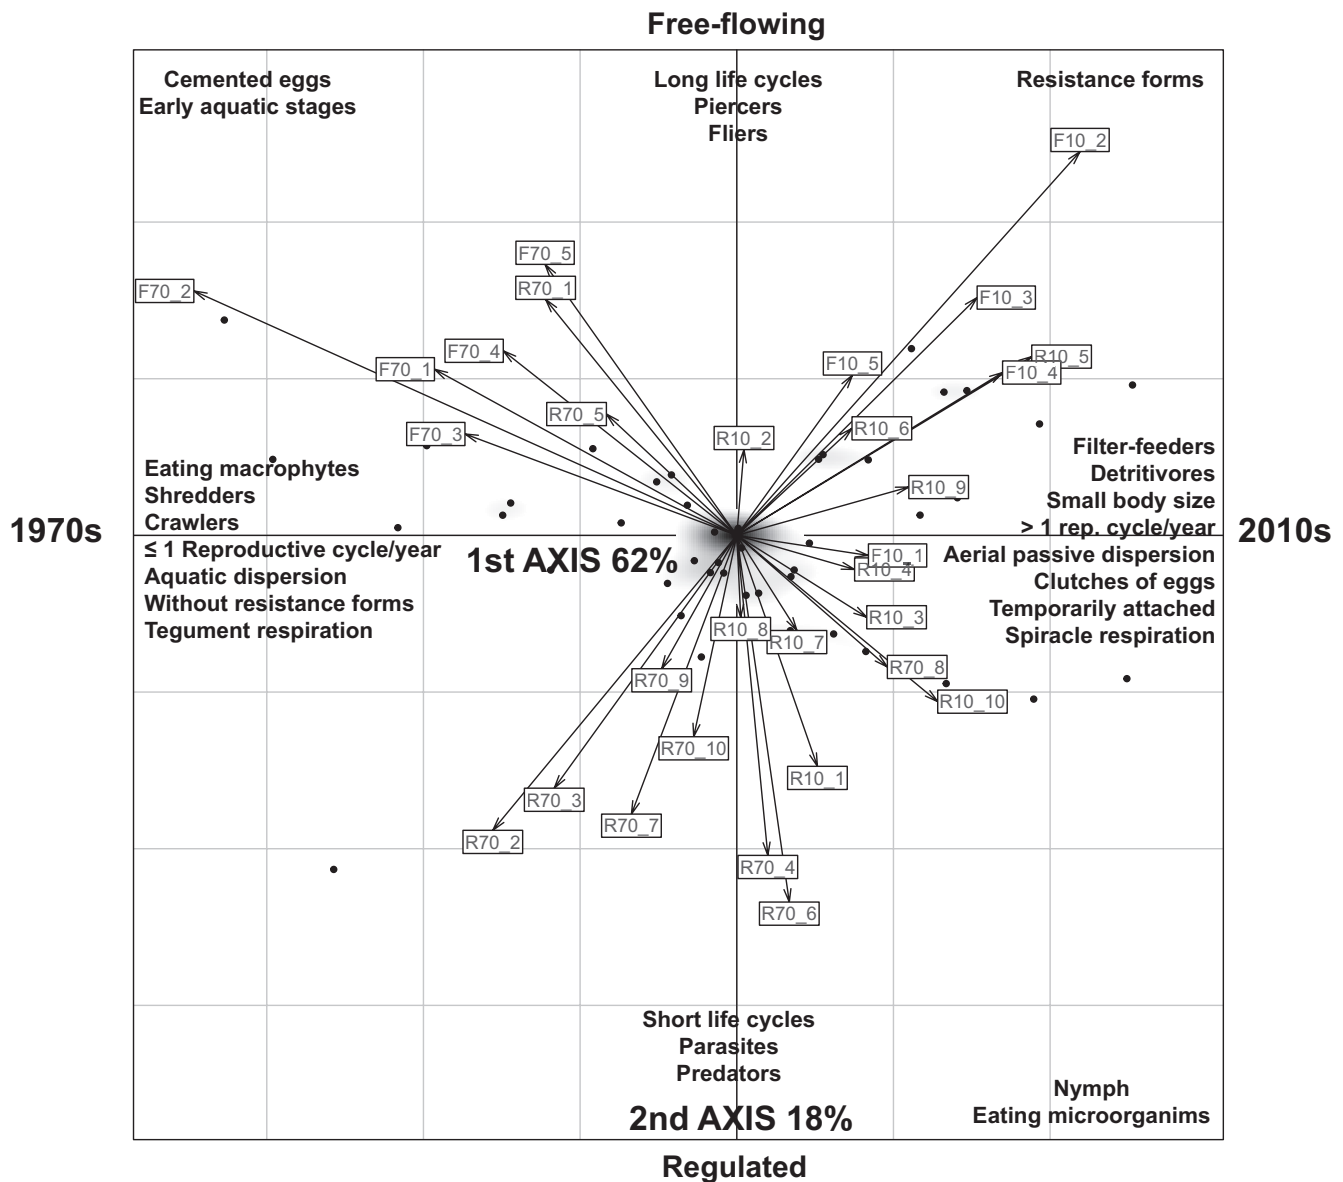 Free-flowing
Cemented eggs
Early aquatic stages
Long life cycles
Piercers
Fliers
Resistance forms
F10_2
F70_5
F70_2
R70_1
F10_3
F70_4
F70_1
F10_5
R10_5
F10_4
R70_5
F70_3
R10_2
R10_6
R10_9
Eating macrophytes
Shredders
Crawlers
≤ 1 Reproductive cycle/year
Aquatic dispersion
Without resistance forms
Tegument respiration
1970s
1st AXIS 62%
Filter-feeders
Detritivores
Small body size
> 1 rep. cycle/year
Aerial passive dispersion
Clutches of eggs
Temporarily attached
Spiracle respiration
2010s
F10_1
R10_4
R10_3
R10_8
R10_7
R70_8
R70_9
R10_10
R70_10
R10_1
R70_3
R70_7
R70_2
R70_4
R70_6
Short life cycles
Parasites
Predators
2nd AXIS 18%
Nymph
Eating microorganims
Regulated